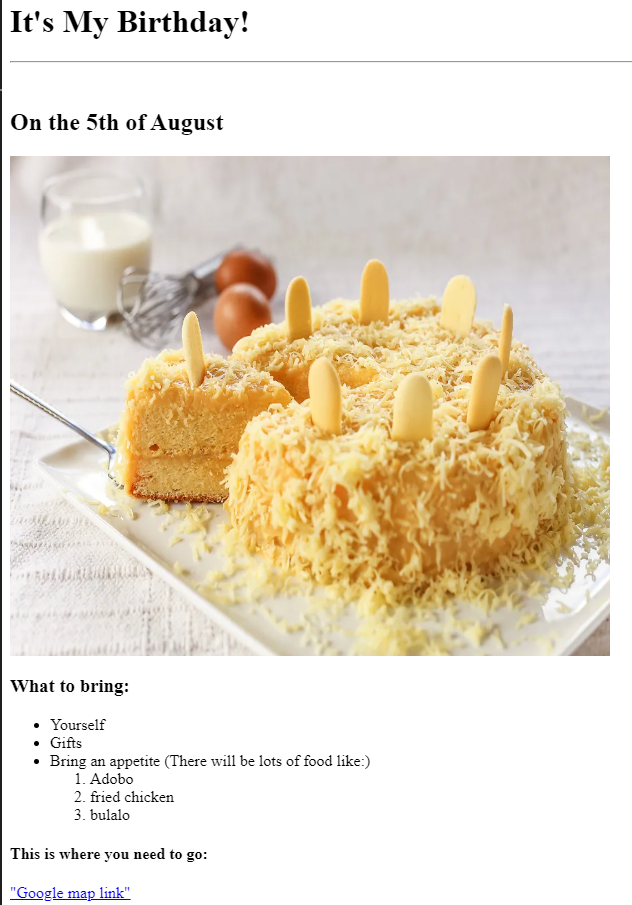 It's My Birthday!
On the 5th of August
What to bring:
• Yourself
• Gifts
• Bring an appetite (There will be lots of food like:)
1. Adobo
2. fried chicken
3. bulalo
This is where you need to go:
"Google map link"